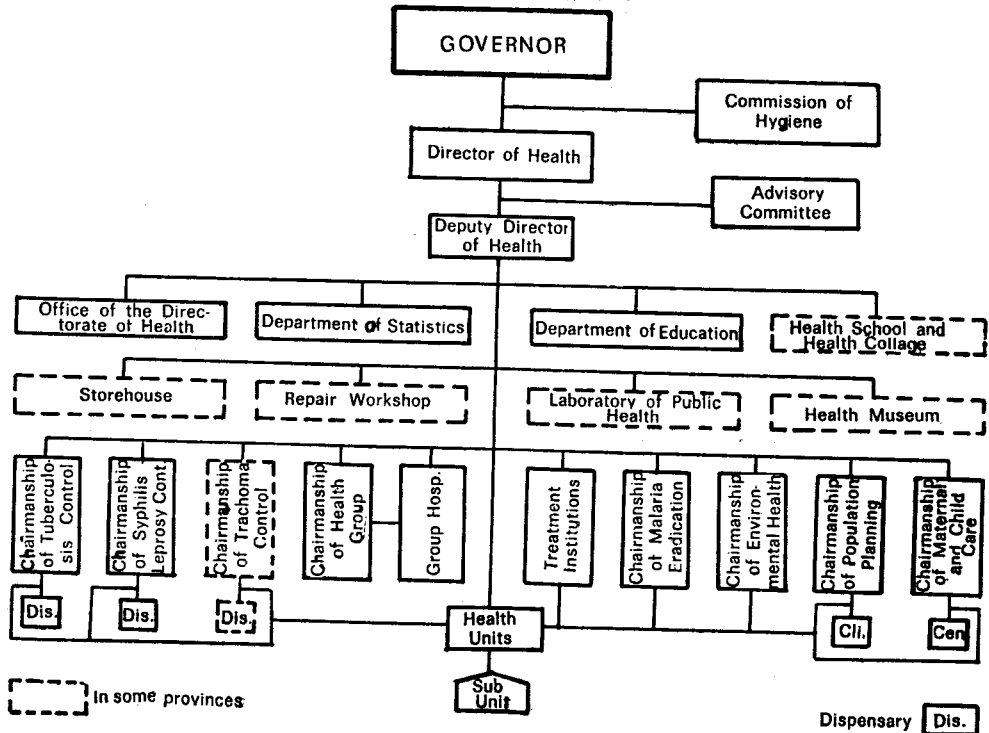 GOVERNOR
Commission of
Hygiene
Director of Health
Advisory
Committee
Deputy Director
of Health
Office of the Direc-
torate of Health
Department of Statistics
Department of Education
Health School and
Health Collage
Storehouse
Repair Workshop
Laboratory of Public
Health
Health Museum
Chairmanship
of Tuberculo-
sis Control
Chairmanship
of Syphilis
Leprosy Cont.
Chairmanship
of Trachoma
Control
Chairmanship
of Health
Group
Group Hosp.
Treatment
Institutions
Chairmanship
of Malaria
Eradication
Chairmanship
of Environ-
mental Health
Chairmanship
of Population
Planning
Chairmanship
of Maternal
and Child
Care
Dis.
Dis.
Dis.
Health
Units
Cli.
Cen
Sub
Unit
In some provinces
Dispensary Dis.